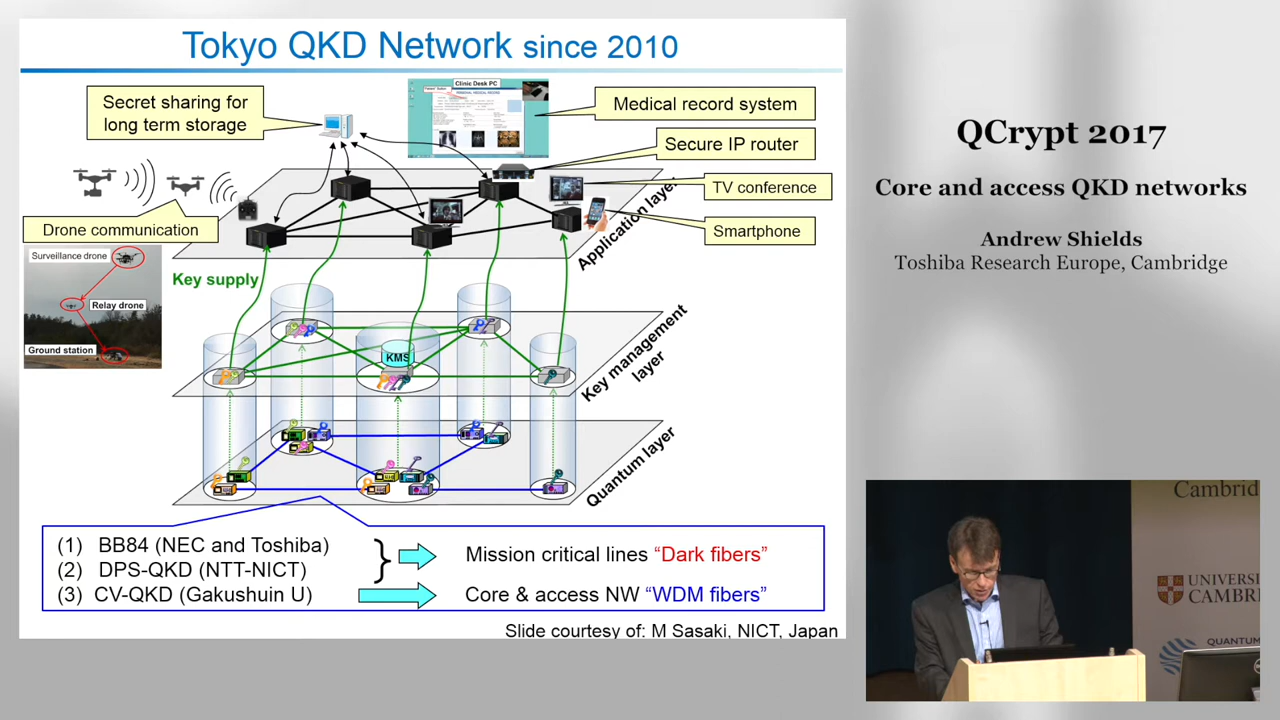 Tokyo QKD Network since 2010
Secret sharing for
long term storage
Clinic Desk PC
Medical record system
Secure IP router
TV conference
Smartphone
Drone communication
Application layer
Surveillance drone
Relay drone
Ground station
Key supply
KMS
Key management
layer
Quantum layer
(1) BB84 (NEC and Toshiba)
(2) DPS-QKD (NTT-NICT)
(3) CV-QKD (Gakushuin U)
Mission critical lines “Dark fibers”
Core & access NW “WDM fibers”
Slide courtesy of: M Sasaki, NICT, Japan
QCrypt 2017
Core and access QKD networks
Andrew Shields
Toshiba Research Europe, Cambridge
Cambrid
UNIVERSI
CAMBRI
QUANTUM